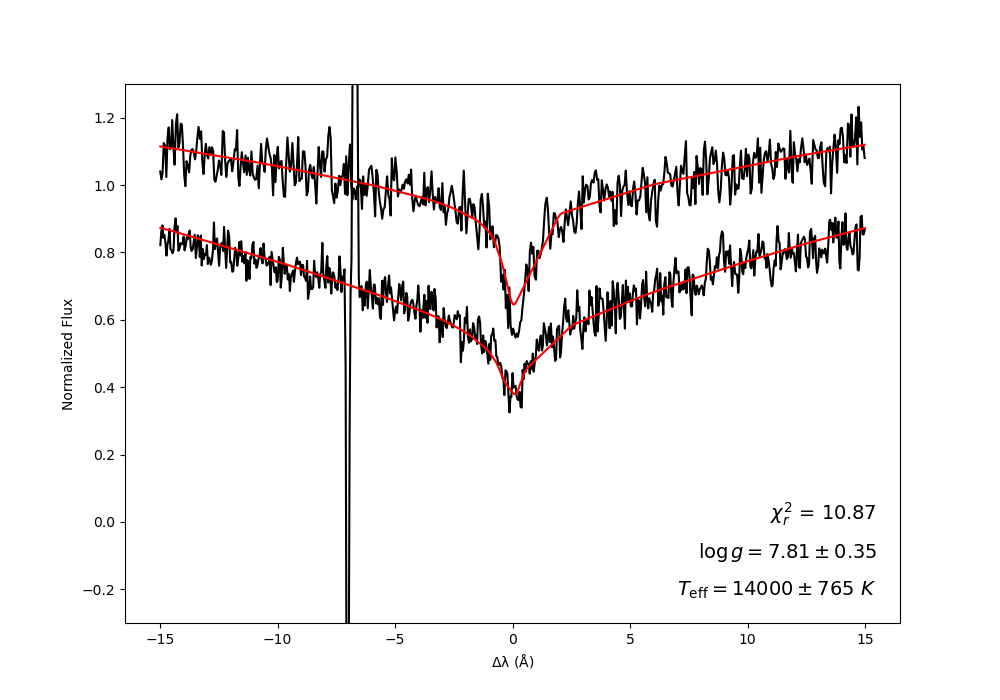 1.2
1.0
0.8
0.6
0.4
0.2
0.0
−0.2
Normalized Flux
χ²ᵣ = 10.87
log g = 7.81 ± 0.35
T_eff = 14000 ± 765 K
−15 −10 −5 0 5 10 15
Δλ (Å)